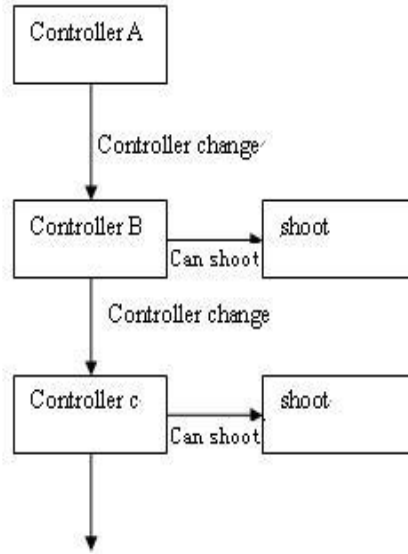 Controller A
Controller change
Controller B
Can shoot
shoot
Controller change
Controller c
Can shoot
shoot